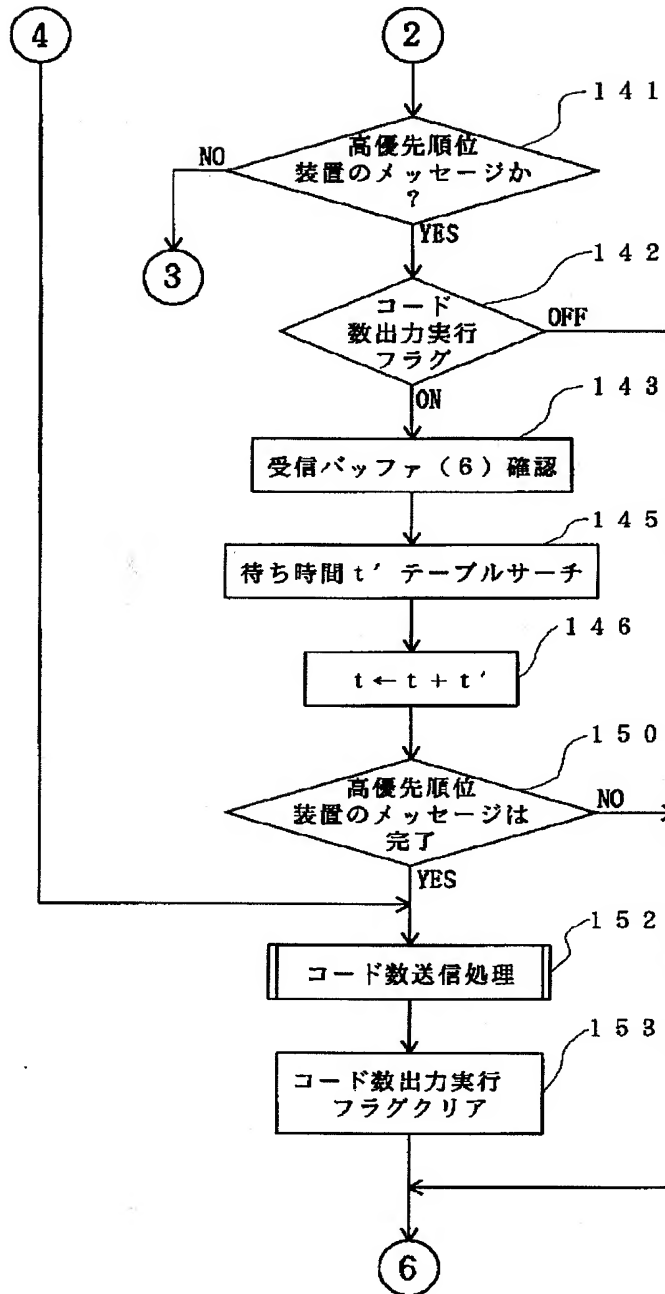 4
2
141
高優先順位
装置のメッセージか
?
NO
YES
3
142
コード
数出力実行
フラグ
OFF
ON
143
受信バッファ(6)確認
145
待ち時間t'テーブルサーチ
146
t←t+t'
150
高優先順位
装置のメッセージは
完了
NO
YES
152
コード数送信処理
153
コード数出力実行
フラグクリア
6